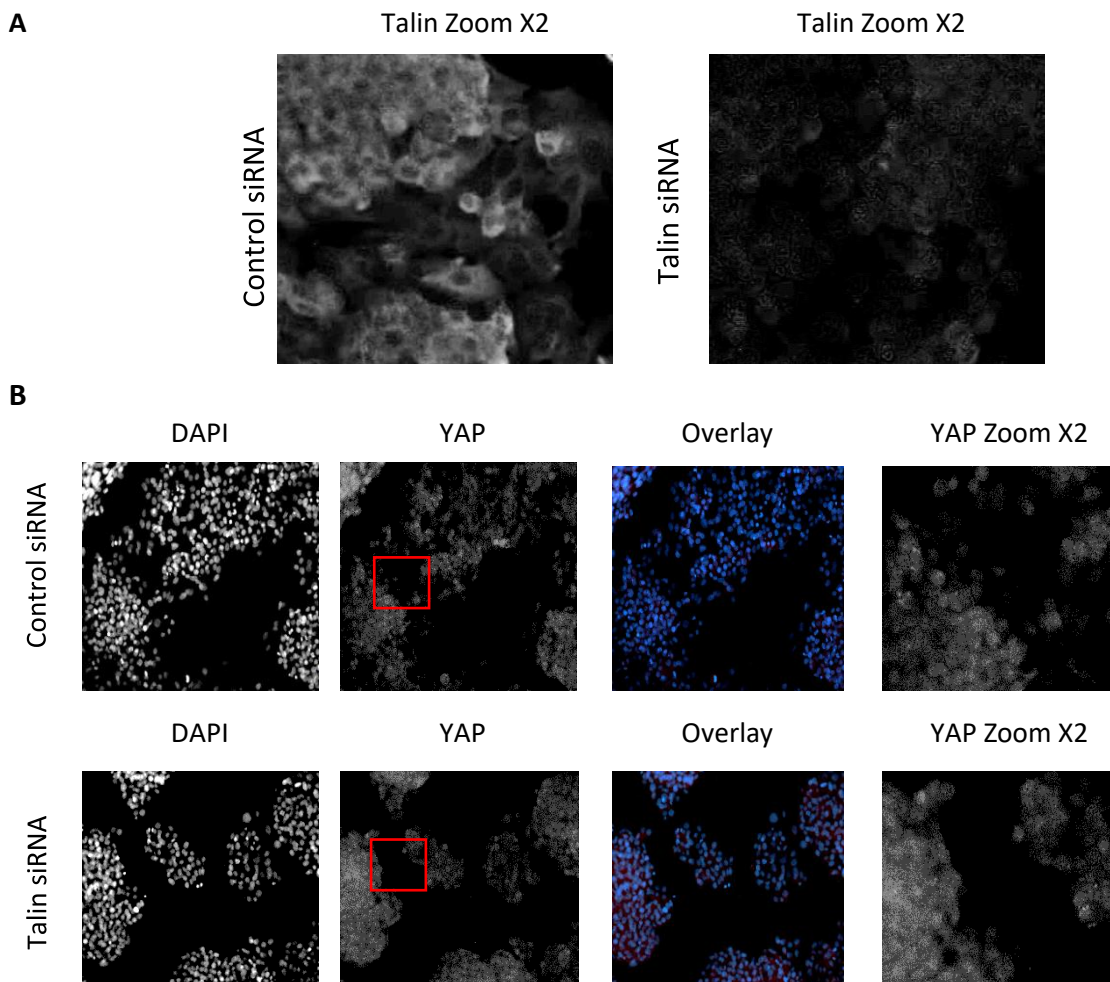 A
Talin Zoom X2
Talin Zoom X2
Control siRNA
Talin siRNA
B
DAPI
YAP
Overlay
YAP Zoom X2
Control siRNA
DAPI
YAP
Overlay
YAP Zoom X2
Talin siRNA